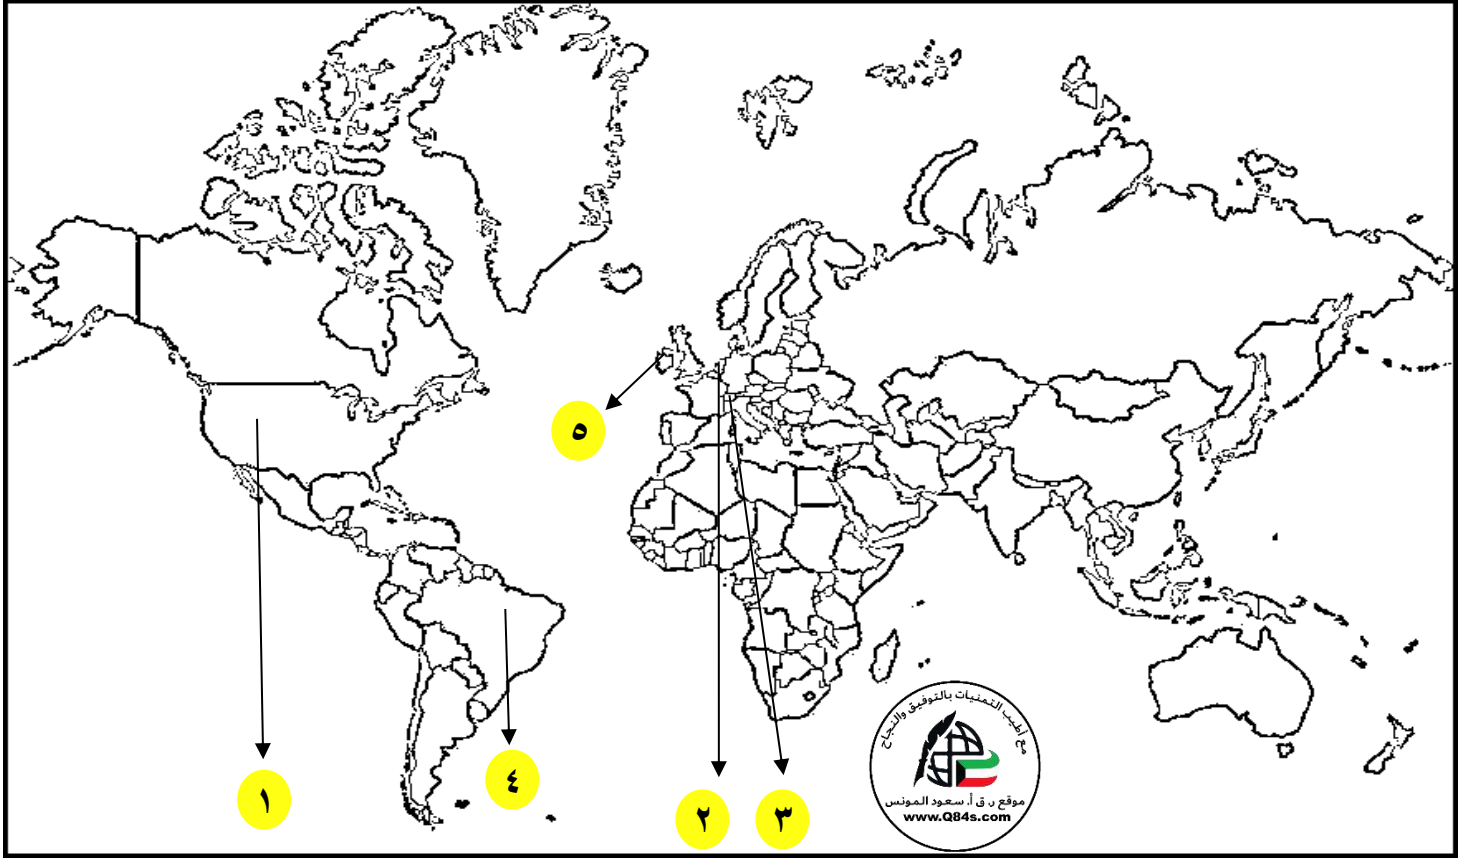 ٥
١
٤
٢
٣
مع أطيب التمنيات بالتوفيق والنجاح
موقع ر. ق أ. سعود المونس
www.Q84s.com